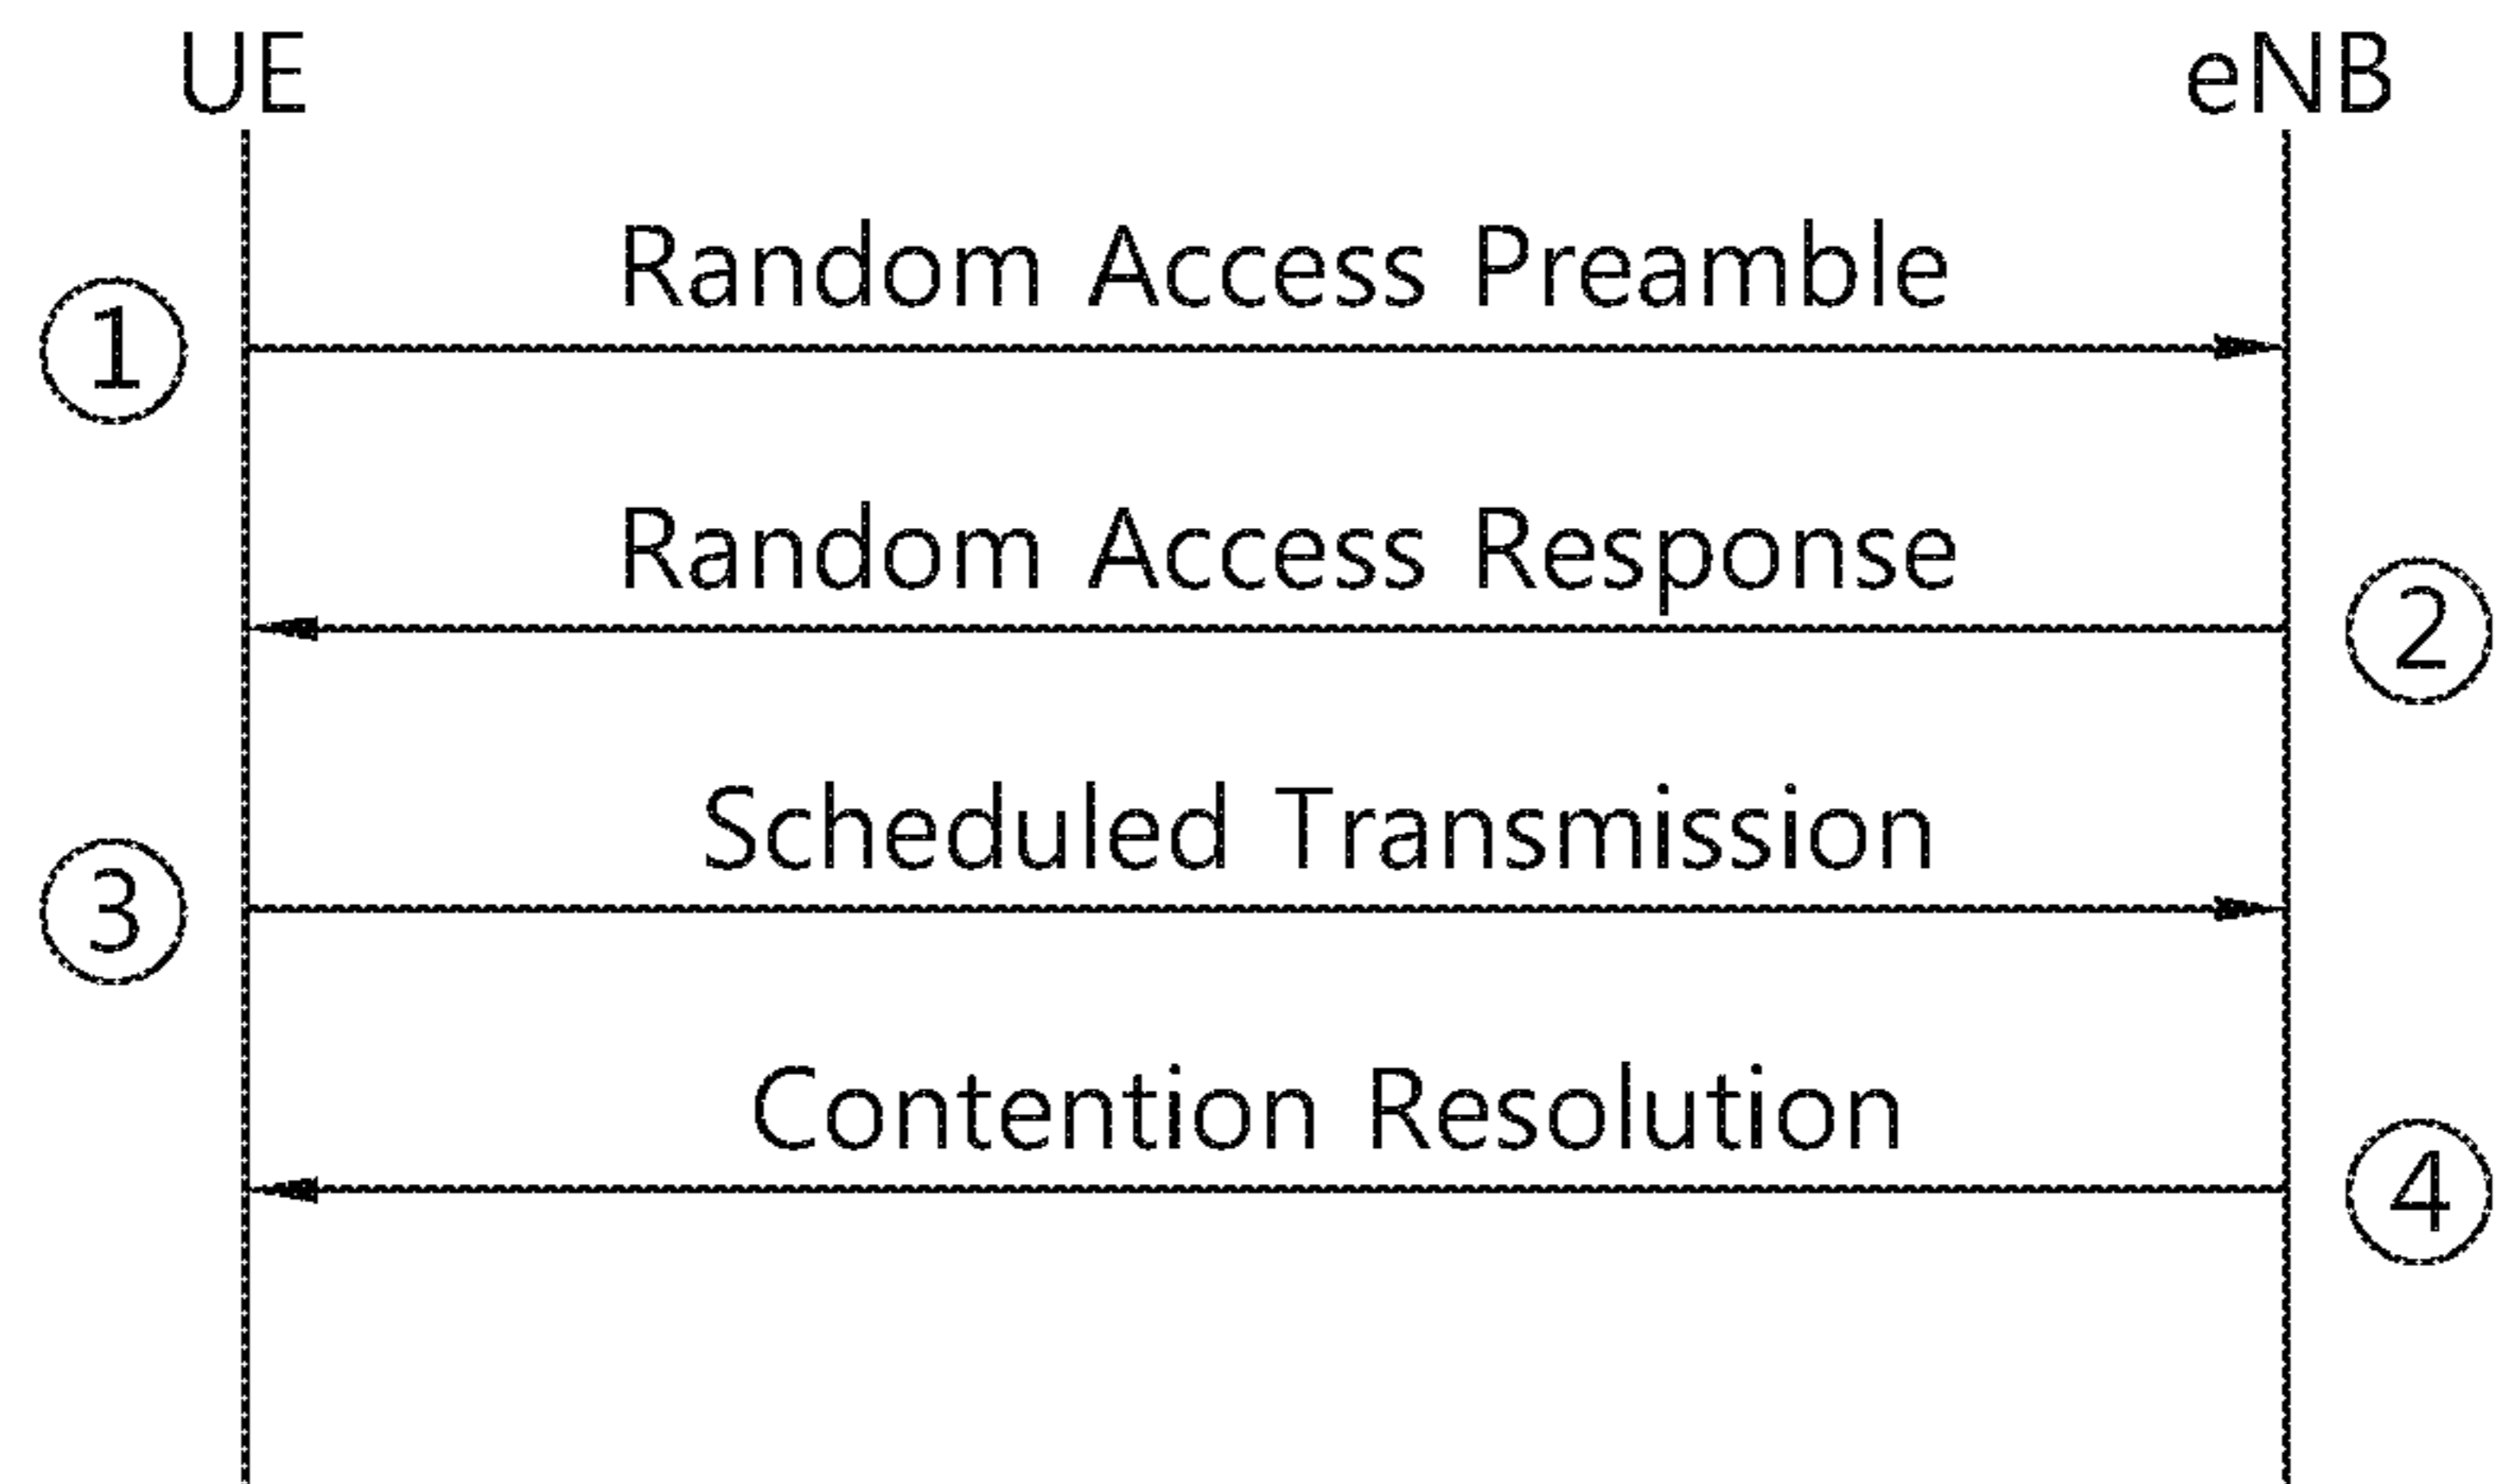 UE eNB
Random Access Preamble
1
Random Access Response
2
Scheduled Transmission
3
Contention Resolution
4